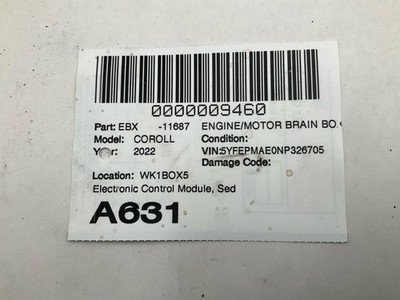 0000009460
Part: EBX -11687 ENGINE/MOTOR BRAIN BO.
Model: COROLL Condition:
Year: 2022 VIN:5YFEPMAE0NP326705
Damage Code:
Location: WK1BOX5
Electronic Control Module, Sed
A631